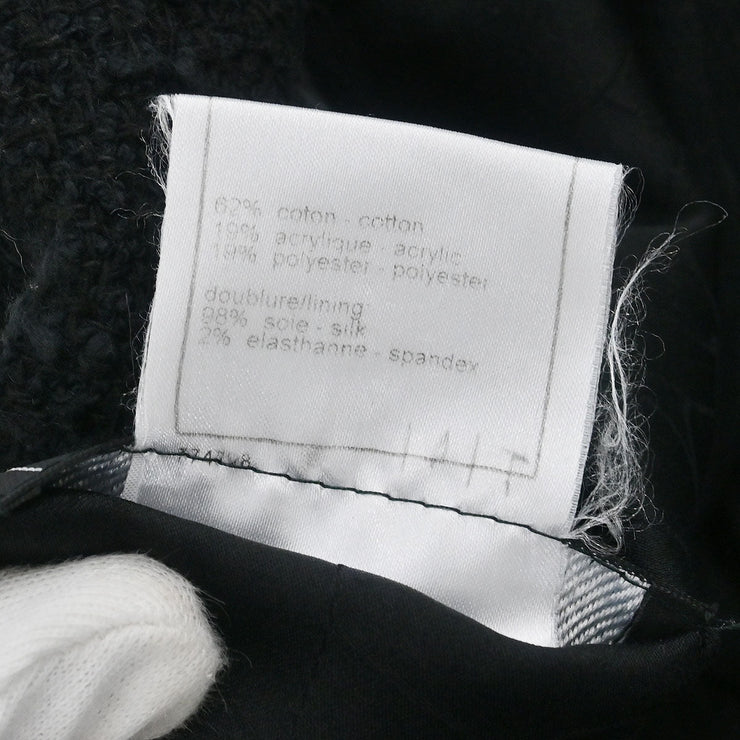 62% coton - cotton
19% acrylique - acrylic
19% polyester - polyester
doublure/lining
98% soie - silk
2% elasthanne - spandex